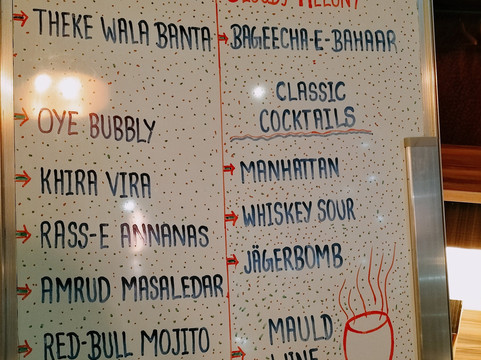 THEKE WALA BANTA
OYE BUBBLY
KHIRA VIRA
RASS-E ANNANAS
AMRUD MASALEDAR
RED-BULL MOJITO
BAGEECHA-E-BAHAAR
CLASSIC
COCKTAILS
MANHATTAN
WHISKEY SOUR
JÄGERBOMB
MAULD
WINE